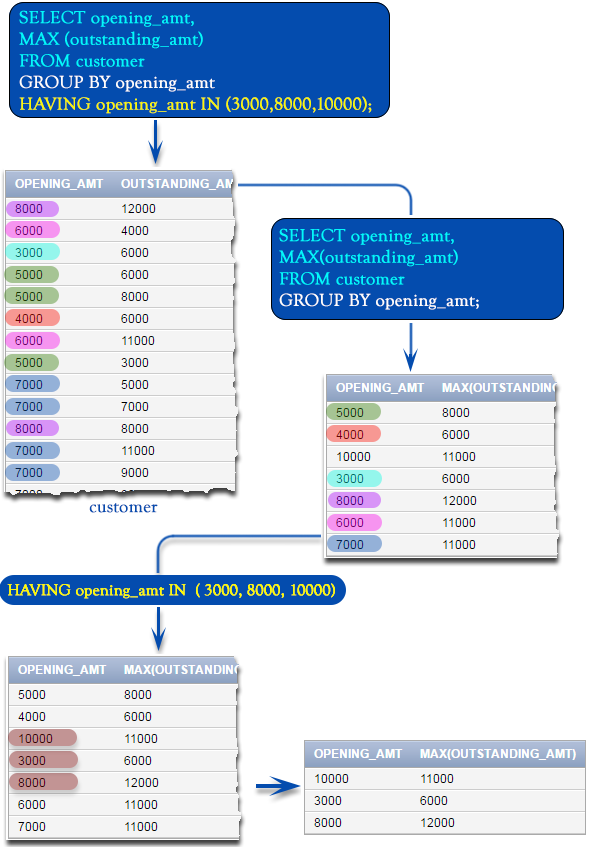 SELECT opening_amt,
MAX (outstanding_amt)
FROM customer
GROUP BY opening_amt
HAVING opening_amt IN (3000,8000,10000);
OPENING_AMT OUTSTANDING_AM
8000 12000
6000 4000
3000 6000
5000 6000
5000 8000
4000 6000
6000 11000
5000 3000
7000 5000
7000 7000
8000 8000
7000 11000
7000 9000
customer
SELECT opening_amt,
MAX(outstanding_amt)
FROM customer
GROUP BY opening_amt;
OPENING_AMT MAX(OUTSTANDING
5000 8000
4000 6000
10000 11000
3000 6000
8000 12000
6000 11000
7000 11000
HAVING opening_amt IN ( 3000, 8000, 10000)
OPENING_AMT MAX(OUTSTANDING
5000 8000
4000 6000
10000 11000
3000 6000
8000 12000
6000 11000
7000 11000
OPENING_AMT MAX(OUTSTANDING_AMT)
10000 11000
3000 6000
8000 12000